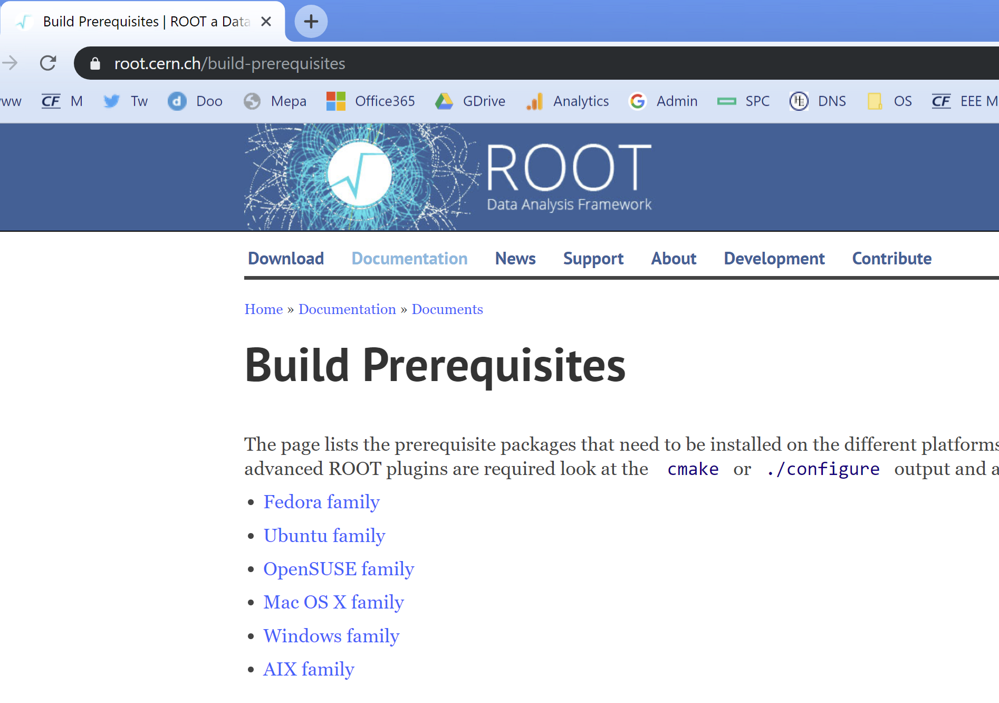 Build Prerequisites | ROOT a Data
root.cern.ch/build-prerequisites
ww CF M Tw d Doo Mepa Office365 GDrive Analytics Admin SPC HE DNS OS CF EEE M
ROOT
Data Analysis Framework
Download Documentation News Support About Development Contribute
Home » Documentation » Documents
Build Prerequisites
The page lists the prerequisite packages that need to be installed on the different platforms
advanced ROOT plugins are required look at the cmake or ./configure output and a
• Fedora family
• Ubuntu family
• OpenSUSE family
• Mac OS X family
• Windows family
• AIX family